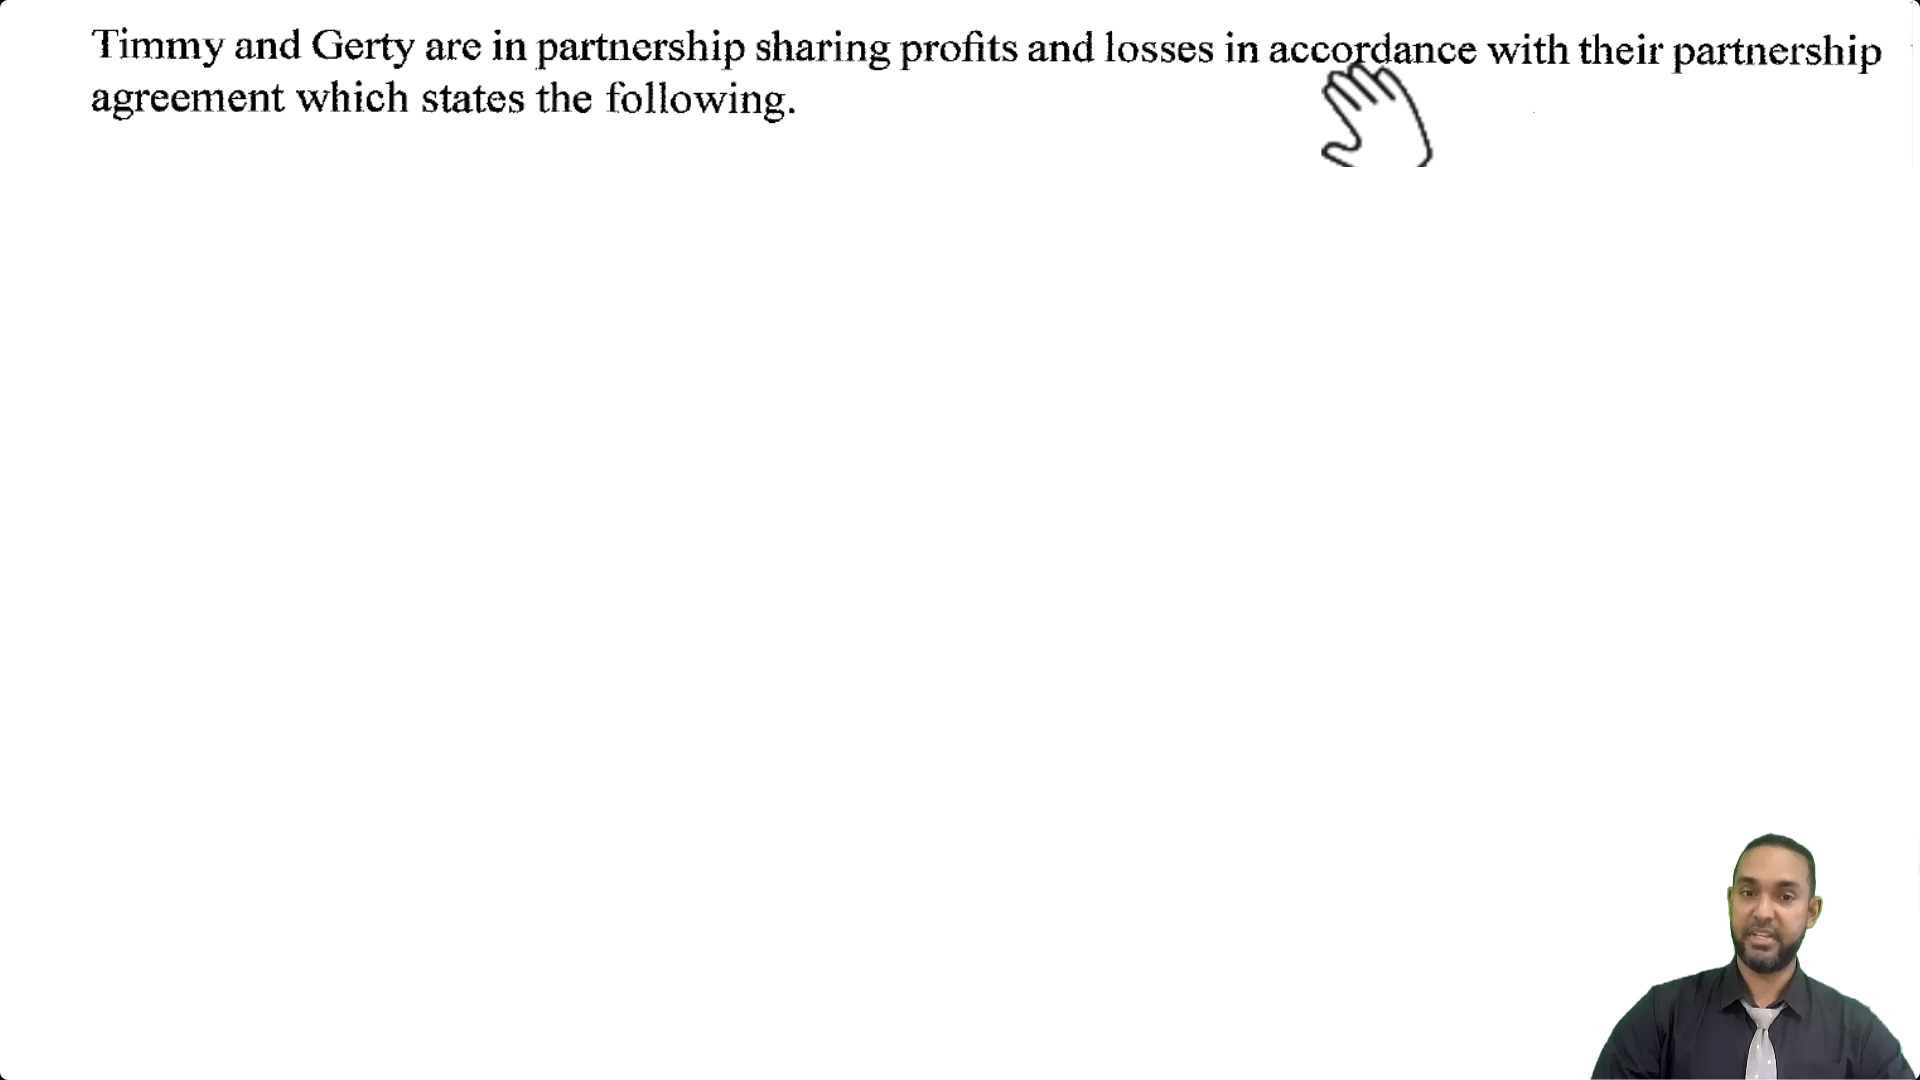 Timmy and Gerty are in partnership sharing profits and losses in accordance with their partnership
agreement which states the following.